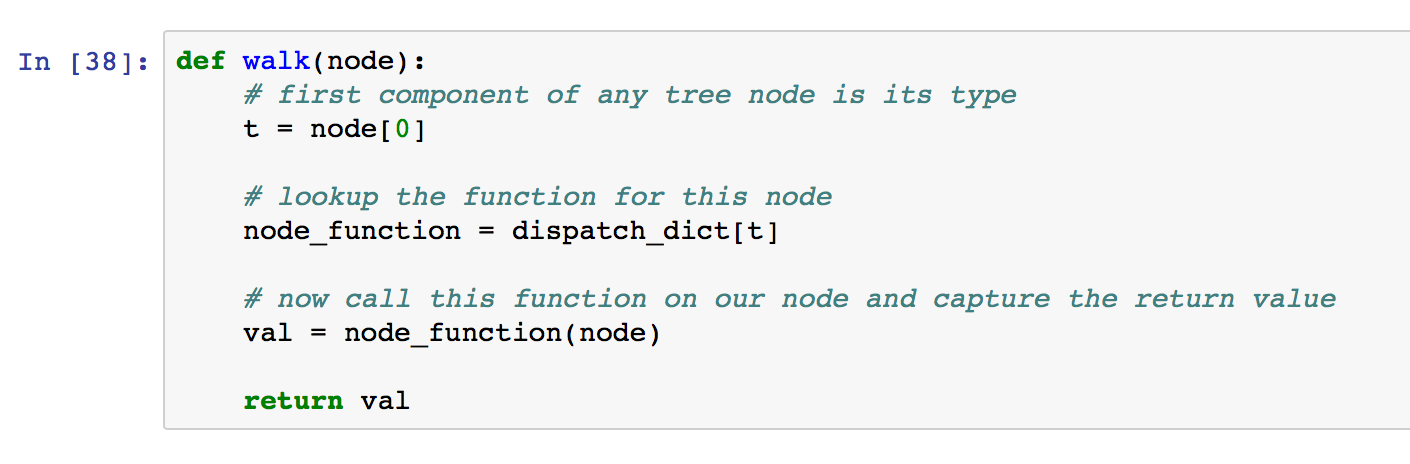 In [38]: def walk(node):
    # first component of any tree node is its type
    t = node[0]

    # lookup the function for this node
    node_function = dispatch_dict[t]

    # now call this function on our node and capture the return value
    val = node_function(node)

    return val